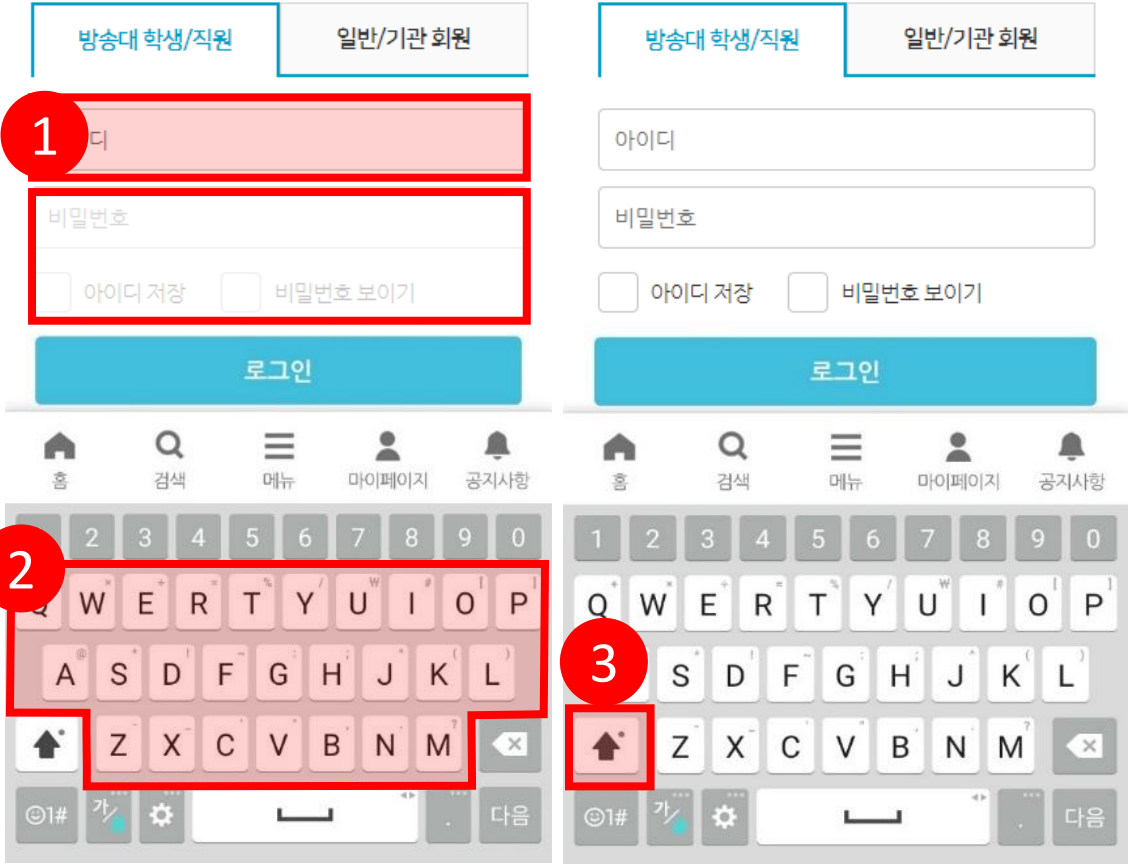 방송대 학생/직원
일반/기관 회원
1
디
비밀번호
아이디 저장
비밀번호 보이기
로그인
홈
검색
메뉴
마이페이지
공지사항
2 3 4 5 6 7 8 9 0
2
Q W E R T Y U I O P
A S D F G H J K L
Z X C V B N M
☺1#
가/
.
다음
방송대 학생/직원
일반/기관 회원
아이디
비밀번호
아이디 저장
비밀번호 보이기
로그인
홈
검색
메뉴
마이페이지
공지사항
1 2 3 4 5 6 7 8 9 0
Q W E R T Y U I O P
3
S D F G H J K L
Z X C V B N M
☺1#
가/
.
다음